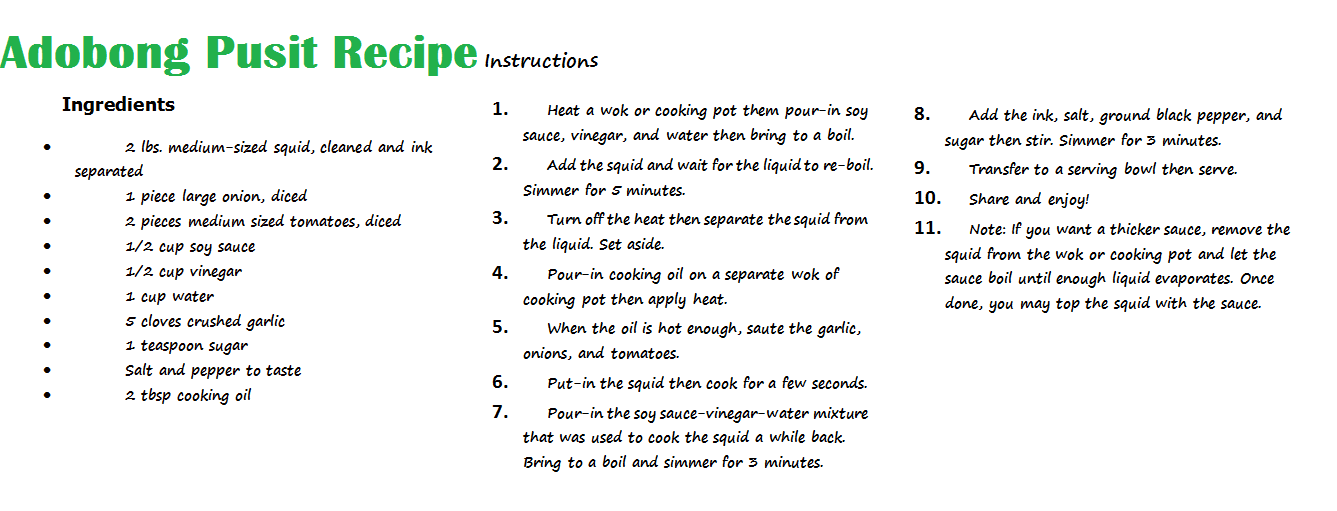 Adobong Pusit Recipe
Ingredients
• 2 lbs. medium-sized squid, cleaned and ink
separated
• 1 piece large onion, diced
• 2 pieces medium sized tomatoes, diced
• 1/2 cup soy sauce
• 1/2 cup vinegar
• 1 cup water
• 5 cloves crushed garlic
• 1 teaspoon sugar
• Salt and pepper to taste
• 2 tbsp cooking oil
Instructions
1. Heat a wok or cooking pot them pour-in soy
sauce, vinegar, and water then bring to a boil.
2. Add the squid and wait for the liquid to re-boil.
Simmer for 5 minutes.
3. Turn off the heat then separate the squid from
the liquid. Set aside.
4. Pour-in cooking oil on a separate wok of
cooking pot then apply heat.
5. When the oil is hot enough, saute the garlic,
onions, and tomatoes.
6. Put-in the squid then cook for a few seconds.
7. Pour-in the soy sauce-vinegar-water mixture
that was used to cook the squid a while back.
Bring to a boil and simmer for 3 minutes.
8. Add the ink, salt, ground black pepper, and
sugar then stir. Simmer for 3 minutes.
9. Transfer to a serving bowl then serve.
10. Share and enjoy!
11. Note: If you want a thicker sauce, remove the
squid from the wok or cooking pot and let the
sauce boil until enough liquid evaporates. Once
done, you may top the squid with the sauce.